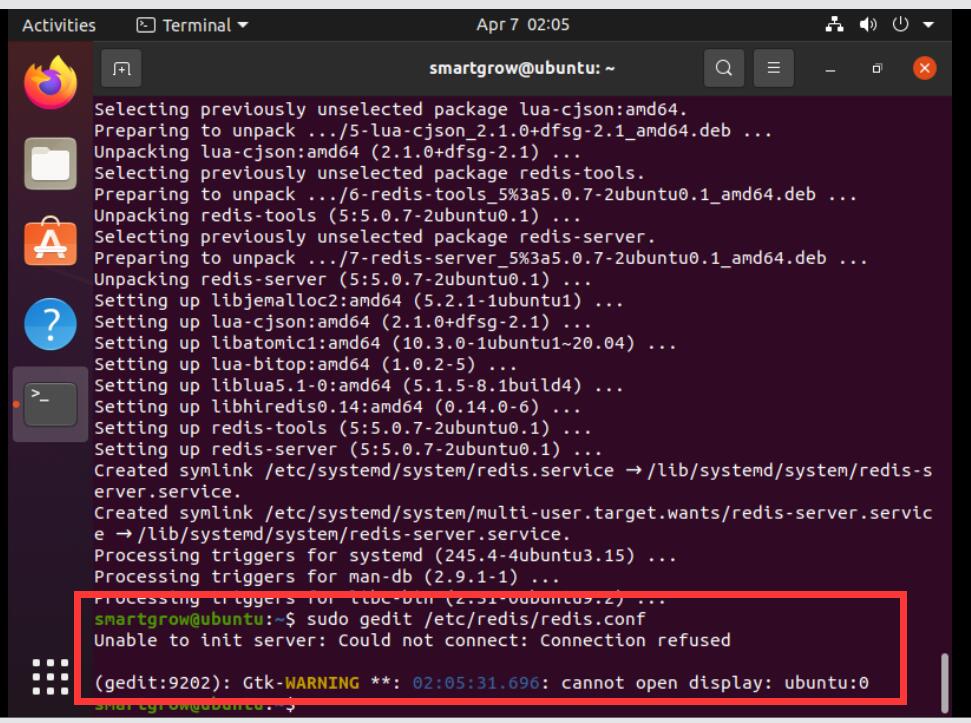 Activities
Terminal
Apr 7 02:05
smartgrow@ubuntu: ~
Selecting previously unselected package lua-cjson:amd64.
Preparing to unpack .../5-lua-cjson_2.1.0+dfsg-2.1_amd64.deb ...
Unpacking lua-cjson:amd64 (2.1.0+dfsg-2.1) ...
Selecting previously unselected package redis-tools.
Preparing to unpack .../6-redis-tools_5%3a5.0.7-2ubuntu0.1_amd64.deb ...
Unpacking redis-tools (5:5.0.7-2ubuntu0.1) ...
Selecting previously unselected package redis-server.
Preparing to unpack .../7-redis-server_5%3a5.0.7-2ubuntu0.1_amd64.deb ...
Unpacking redis-server (5:5.0.7-2ubuntu0.1) ...
Setting up libjemalloc2:amd64 (5.2.1-1ubuntu1) ...
Setting up lua-cjson:amd64 (2.1.0+dfsg-2.1) ...
Setting up libatomic1:amd64 (10.3.0-1ubuntu1~20.04) ...
Setting up lua-bitop:amd64 (1.0.2-5) ...
Setting up liblua5.1-0:amd64 (5.1.5-8.1build4) ...
Setting up libhiredis0.14:amd64 (0.14.0-6) ...
Setting up redis-tools (5:5.0.7-2ubuntu0.1) ...
Setting up redis-server (5:5.0.7-2ubuntu0.1) ...
Created symlink /etc/systemd/system/redis.service → /lib/systemd/system/redis-s
erver.service.
Created symlink /etc/systemd/system/multi-user.target.wants/redis-server.servic
e → /lib/systemd/system/redis-server.service.
Processing triggers for systemd (245.4-4ubuntu3.15) ...
Processing triggers for man-db (2.9.1-1) ...
Processing triggers for libc-bin (2.31-0ubuntu9.2) ...
smartgrow@ubuntu:~$ sudo gedit /etc/redis/redis.conf
Unable to init server: Could not connect: Connection refused
(gedit:9202): Gtk-WARNING **: 02:05:31.696: cannot open display: ubuntu:0
smartgrow@ubuntu:~$